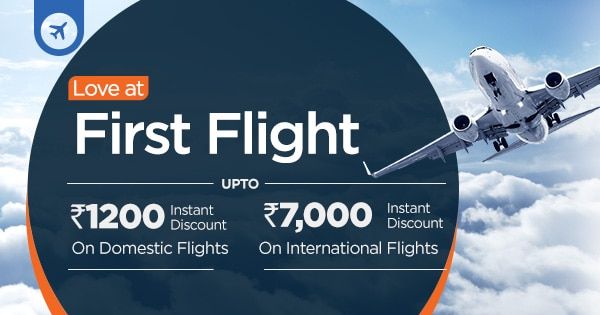 Love at
First Flight
UPTO
₹1200 Instant Discount
On Domestic Flights
₹7,000 Instant Discount
On International Flights